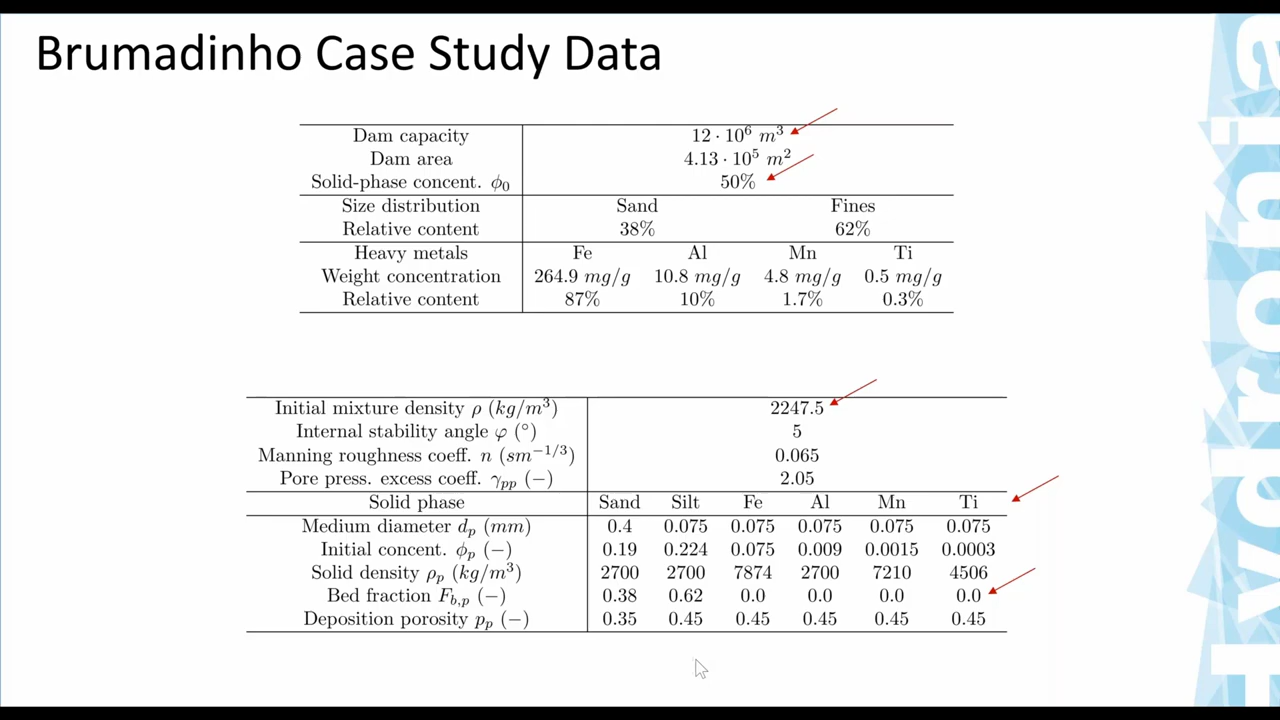 Brumadinho Case Study Data
Dam capacity 12 · 10⁶ m³
Dam area 4.13 · 10⁵ m²
Solid-phase concent. ϕ₀ 50%
Size distribution Sand Fines
Relative content 38% 62%
Heavy metals Fe Al Mn Ti
Weight concentration 264.9 mg/g 10.8 mg/g 4.8 mg/g 0.5 mg/g
Relative content 87% 10% 1.7% 0.3%
Initial mixture density ρ (kg/m³) 2247.5
Internal stability angle φ (°) 5
Manning roughness coeff. n (sm⁻¹/³) 0.065
Pore press. excess coeff. γpp (−) 2.05
Solid phase Sand Silt Fe Al Mn Ti
Medium diameter dp (mm) 0.4 0.075 0.075 0.075 0.075 0.075
Initial concent. ϕp (−) 0.19 0.224 0.075 0.009 0.0015 0.0003
Solid density ρp (kg/m³) 2700 2700 7874 2700 7210 4506
Bed fraction Fb,p (−) 0.38 0.62 0.0 0.0 0.0 0.0
Deposition porosity pp (−) 0.35 0.45 0.45 0.45 0.45 0.45
Hydronia